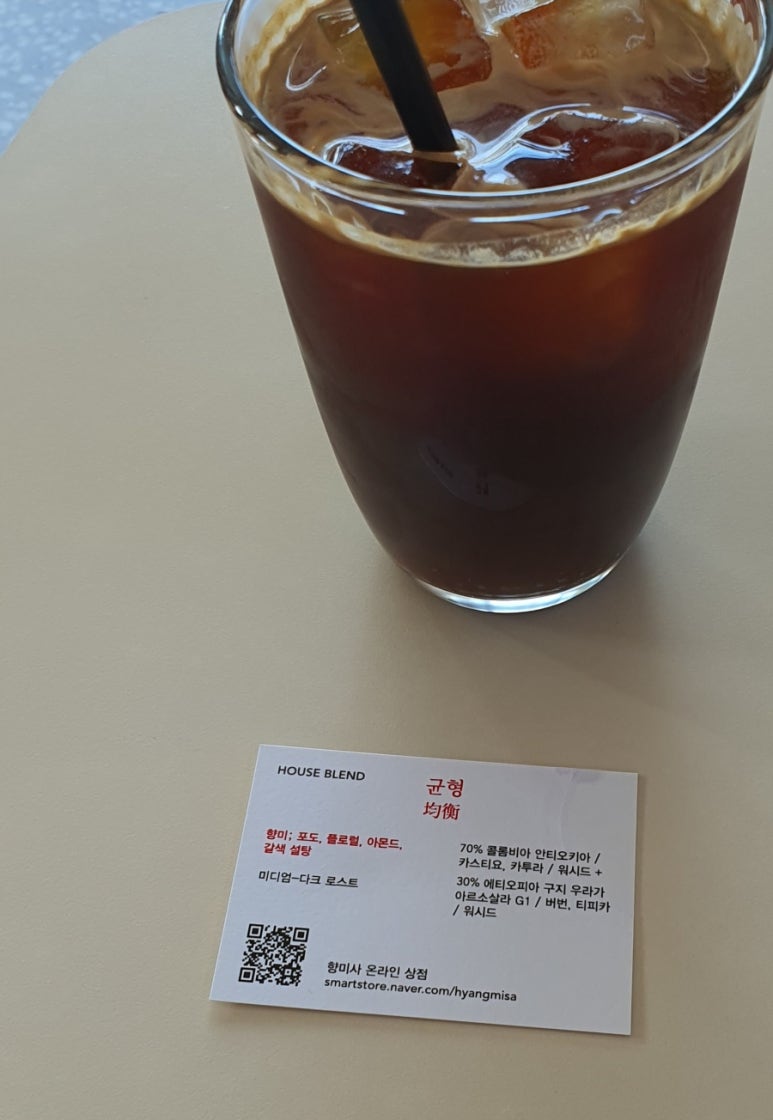 HOUSE BLEND
균형
均衡
향미; 포도, 플로럴, 아몬드,
갈색 설탕
미디엄-다크 로스트
70% 콜롬비아 안티오키아 /
카스티요, 카투라 / 워시드 +
30% 에티오피아 구지 우라가
아르소살라 G1 / 버번, 티피카
/ 워시드
향미사 온라인 상점
smartstore.naver.com/hyangmisa